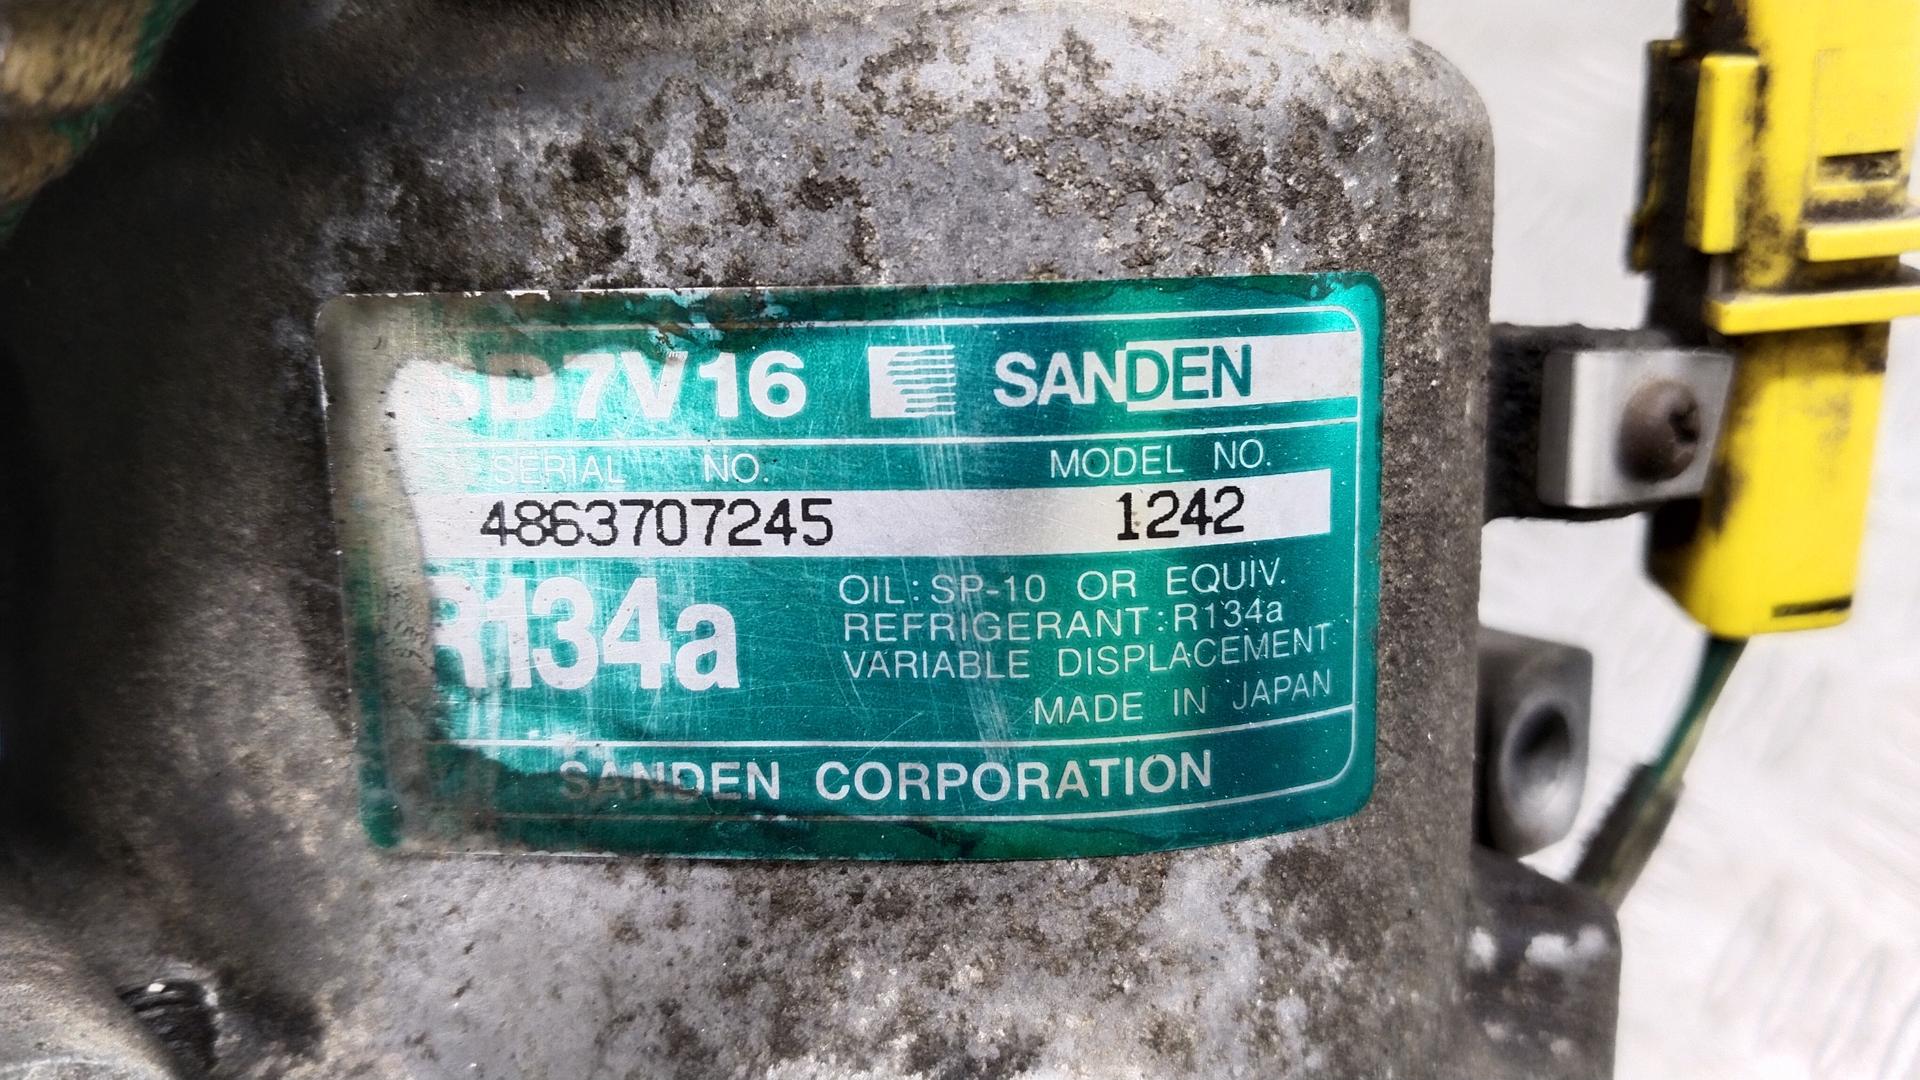 SD7V16 SANDEN
SERIAL NO. MODEL NO.
4863707245 1242
R134a
OIL: SP-10 OR EQUIV.
REFRIGERANT: R134a
VARIABLE DISPLACEMENT
MADE IN JAPAN
SANDEN CORPORATION